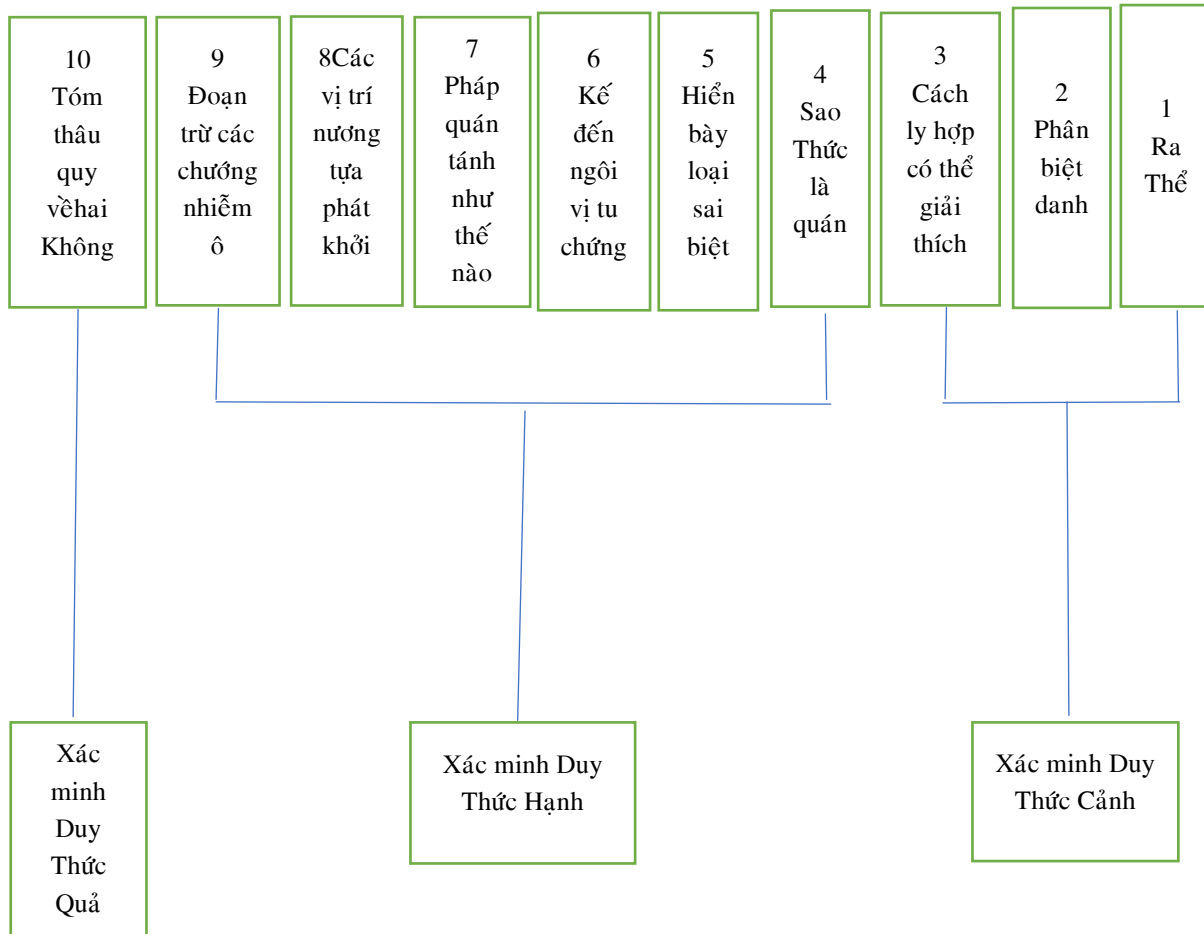 10
Tóm
thâu
quy
vềhai
Không
9
Đoạn
trừ các
chướng
nhiễm
ô
8Các
vị trí
nương
tựa
phát
khởi
7
Pháp
quán
tánh
như
thế
nào
6
Kế
đến
ngôi
vị tu
chứng
5
Hiển
bày
loại
sai
biệt
4
Sao
Thức
là
quán
3
Cách
ly hợp
có thể
giải
thích
2
Phân
biệt
danh
1
Ra
Thể
Xác
minh
Duy
Thức
Quả
Xác minh Duy
Thức Hạnh
Xác minh Duy
Thức Cảnh